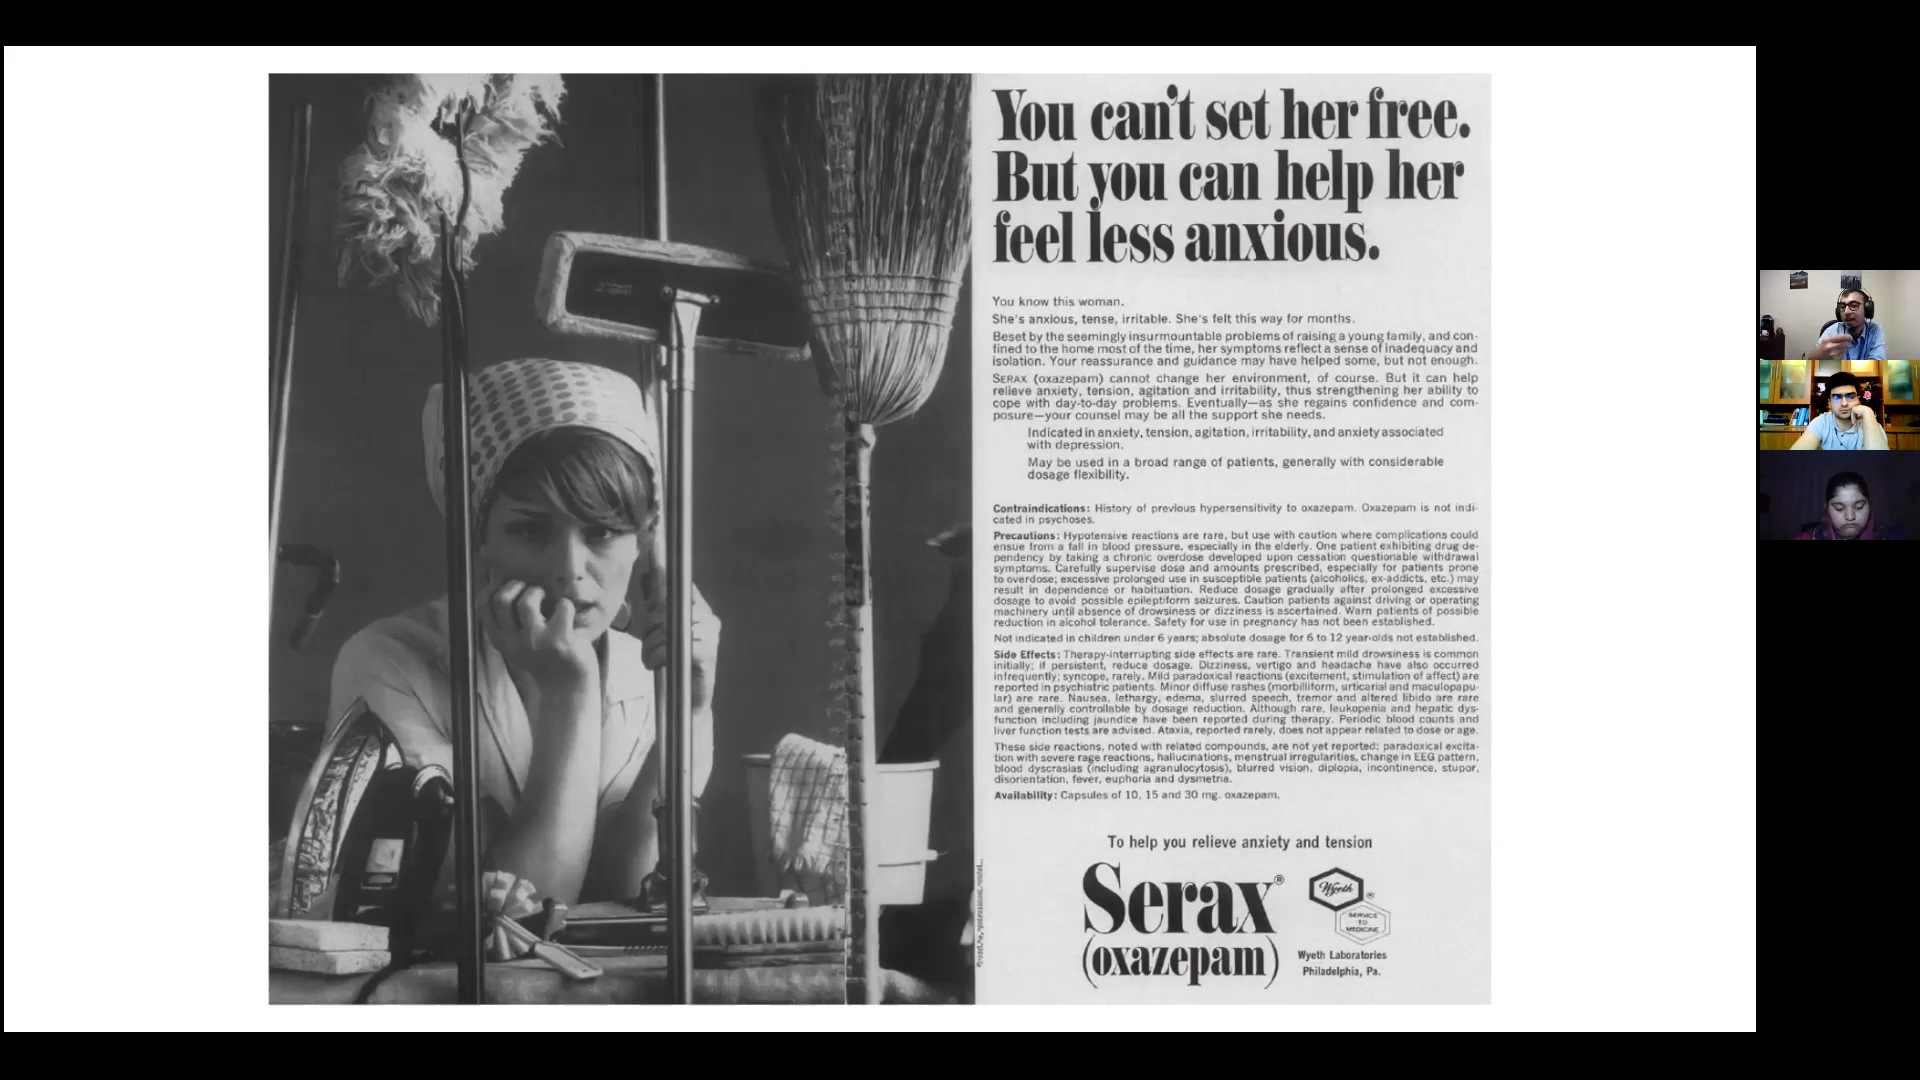 You can't set her free.
But you can help her
feel less anxious.
You know this woman.
She's anxious, tense, irritable. She's felt this way for months.
Beset by the seemingly insurmountable problems of raising a young family, and con-
fined to the home most of the time, her symptoms reflect a sense of inadequacy and
isolation. Your reassurance and guidance may have helped some, but not enough.
SERAX (oxazepam) cannot change her environment, of course. But it can help
relieve anxiety, tension, agitation and irritability, thus strengthening her ability to
cope with day-to-day problems. Eventually—as she regains confidence and com-
posure—your counsel may be all the support she needs.
Indicated in anxiety, tension, agitation, irritability, and anxiety associated
with depression.
May be used in a broad range of patients, generally with considerable
dosage flexibility.
Contraindications: History of previous hypersensitivity to oxazepam. Oxazepam is not indi-
cated in psychoses.
Precautions: Hypotensive reactions are rare, but use with caution where complications could
ensue from a fall in blood pressure, especially in the elderly. One patient exhibiting drug de-
pendency by taking a chronic overdose developed upon cessation questionable withdrawal
symptoms. Carefully supervise dose and amounts prescribed, especially for patients prone
to overdose; excessive prolonged use in susceptible patients (alcoholics, ex-addicts, etc.) may
result in dependence or habituation. Reduce dosage gradually after prolonged excessive
dosage to avoid possible epileptiform seizures. Caution patients against driving or operating
machinery until absence of drowsiness or dizziness is ascertained. Warn patients of possible
reduction in alcohol tolerance. Safety for use in pregnancy has not been established.
Not indicated in children under 6 years; absolute dosage for 6 to 12 year-olds not established.
Side Effects: Therapy-interrupting side effects are rare. Transient mild drowsiness is common
initially; if persistent, reduce dosage. Dizziness, vertigo and headache have also occurred
infrequently; syncope, rarely. Mild paradoxical reactions (excitement, stimulation of affect) are
reported in psychiatric patients. Minor diffuse rashes (morbilliform, urticarial and maculopapu-
lar) are rare. Nausea, lethargy, edema, slurred speech, tremor and altered libido are rare
and generally controllable by dosage reduction. Although rare, leukopenia and hepatic dys-
function including jaundice have been reported during therapy. Periodic blood counts and
liver function tests are advised. Ataxia, reported rarely, does not appear related to dose or age.
These side reactions, noted with related compounds, are not yet reported: paradoxical excita-
tion with severe rage reactions, hallucinations, menstrual irregularities, change in EEG pattern,
blood dyscrasias (including agranulocytosis), blurred vision, diplopia, incontinence, stupor,
disorientation, fever, euphoria and dysmetria.
Availability: Capsules of 10, 15 and 30 mg. oxazepam.
To help you relieve anxiety and tension
Serax®
(oxazepam)
Wyeth ®
SERVICE
TO
MEDICINE
Wyeth Laboratories
Philadelphia, Pa.